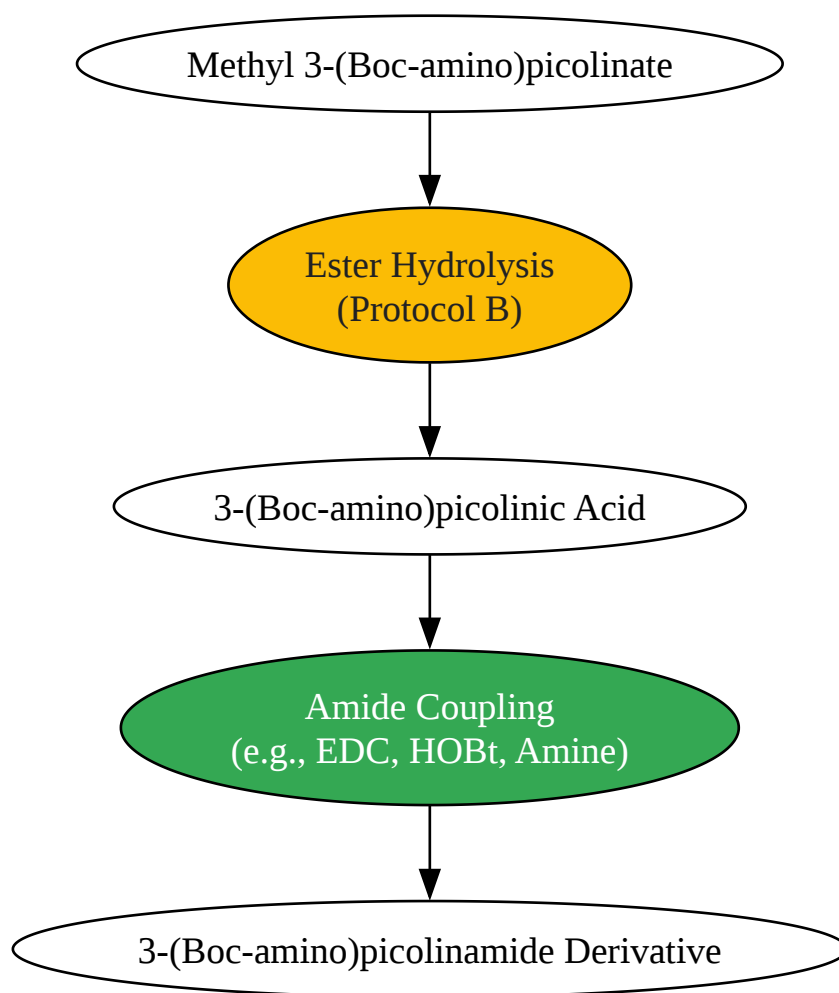 Methyl 3-(Boc-amino)picolinate
Ester Hydrolysis
(Protocol B)
3-(Boc-amino)picolinic Acid
Amide Coupling
(e.g., EDC, HOBt, Amine)
3-(Boc-amino)picolinamide Derivative